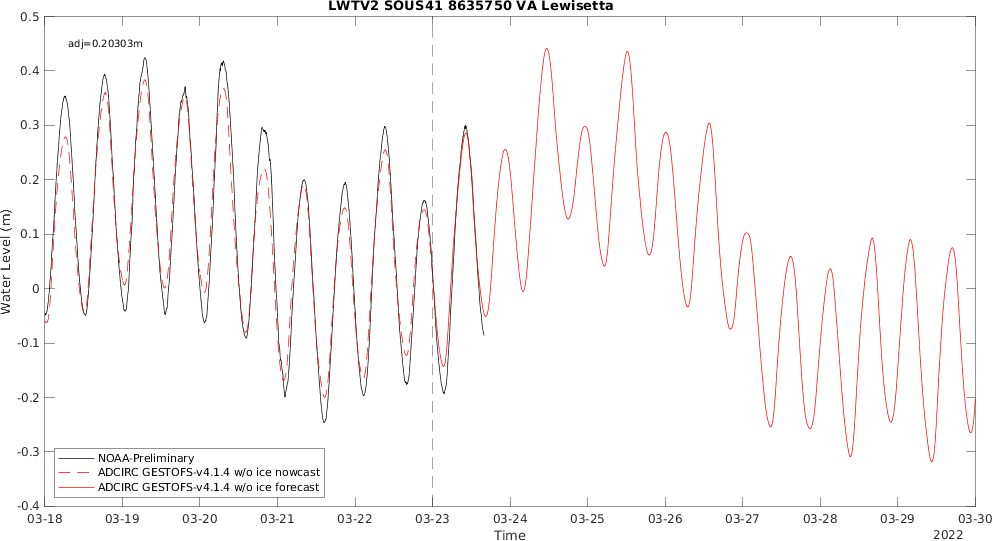 LWTV2 SOUS41 8635750 VA Lewisetta
adj=0.20303m
Water Level (m)
0.5
0.4
0.3
0.2
0.1
0
-0.1
-0.2
-0.3
-0.4
NOAA-Preliminary
ADCIRC GESTOFS-v4.1.4 w/o ice nowcast
ADCIRC GESTOFS-v4.1.4 w/o ice forecast
03-18 03-19 03-20 03-21 03-22 03-23 03-24 03-25 03-26 03-27 03-28 03-29 03-30
Time
2022